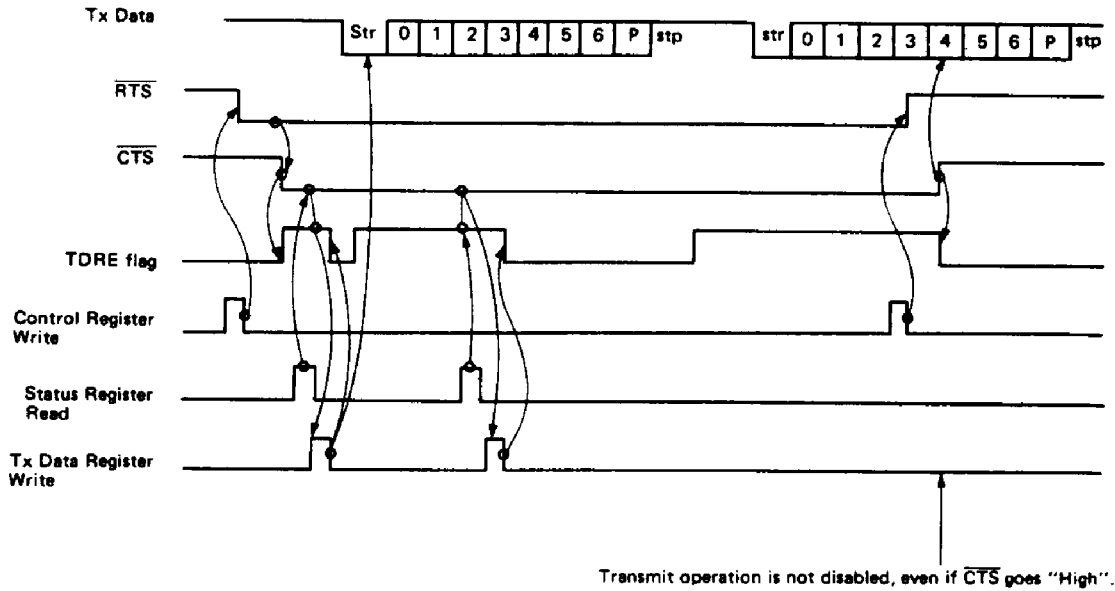 Tx Data
Str 0 1 2 3 4 5 6 P stp
str 0 1 2 3 4 5 6 P stp
RTS
CTS
TDRE flag
Control Register
Write
Status Register
Read
Tx Data Register
Write
Transmit operation is not disabled, even if CTS goes "High".